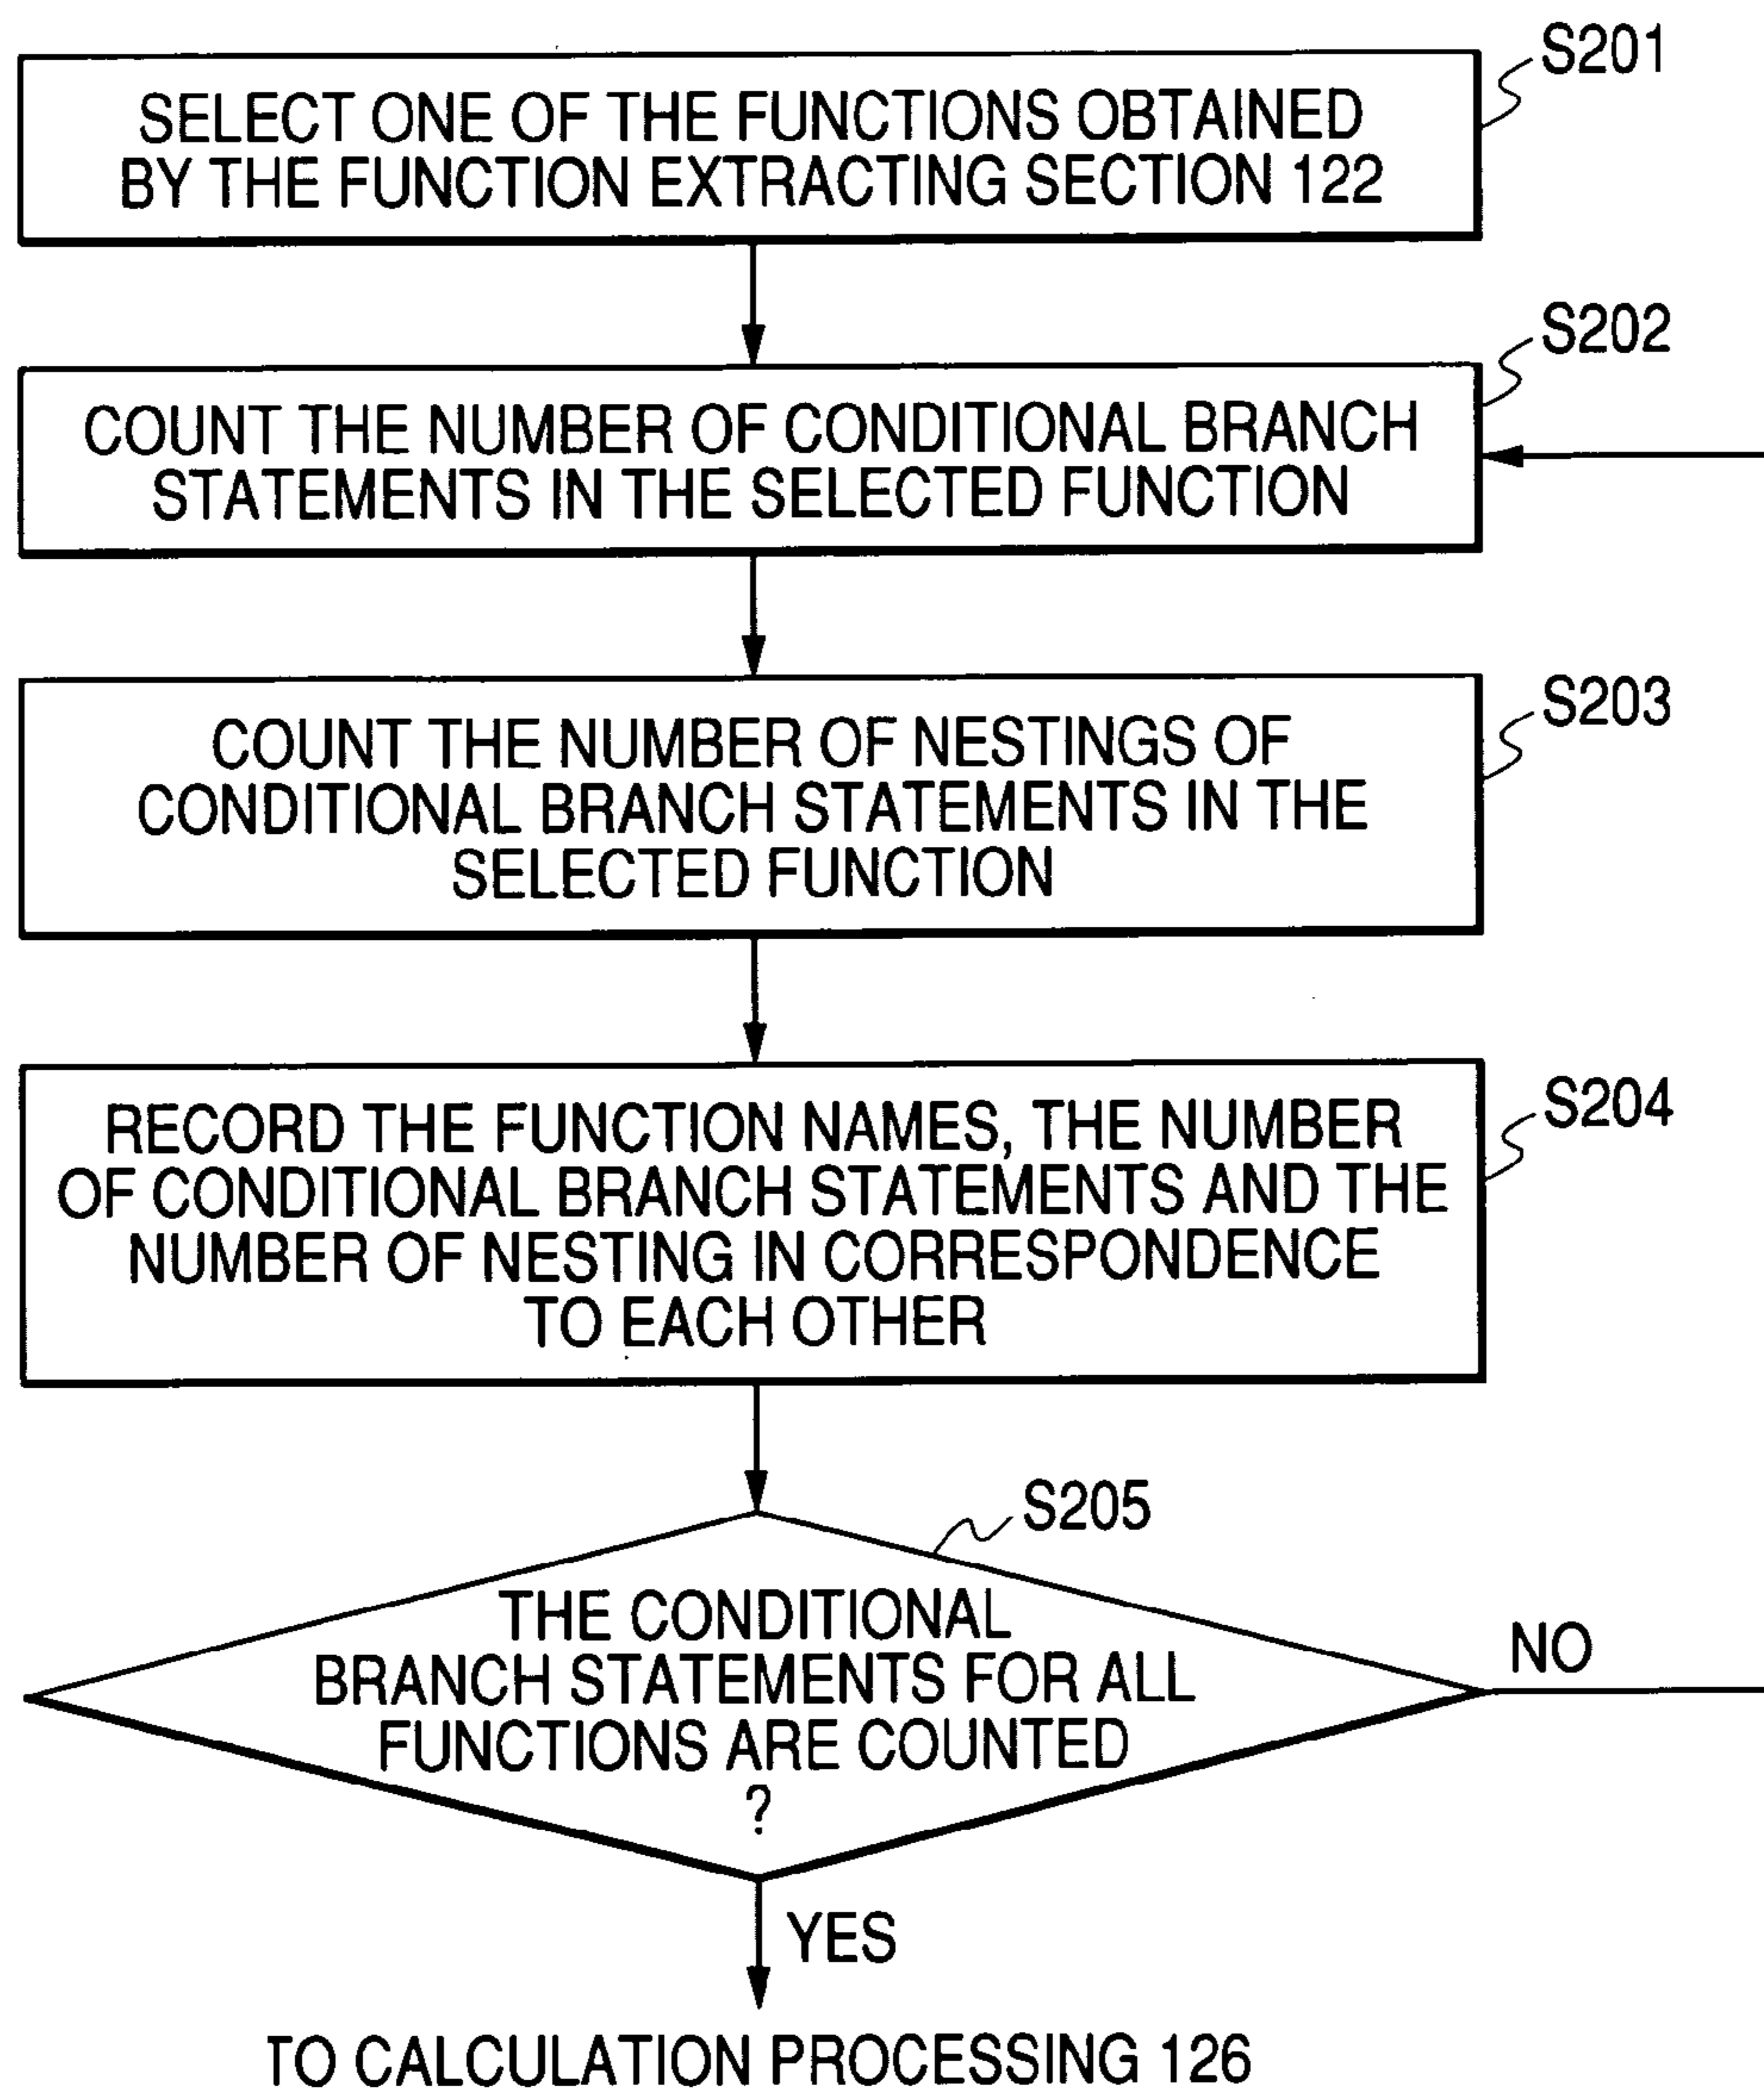 S201
SELECT ONE OF THE FUNCTIONS OBTAINED
BY THE FUNCTION EXTRACTING SECTION 122
S202
COUNT THE NUMBER OF CONDITIONAL BRANCH
STATEMENTS IN THE SELECTED FUNCTION
S203
COUNT THE NUMBER OF NESTINGS OF
CONDITIONAL BRANCH STATEMENTS IN THE
SELECTED FUNCTION
S204
RECORD THE FUNCTION NAMES, THE NUMBER
OF CONDITIONAL BRANCH STATEMENTS AND THE
NUMBER OF NESTING IN CORRESPONDENCE
TO EACH OTHER
S205
THE CONDITIONAL
BRANCH STATEMENTS FOR ALL
FUNCTIONS ARE COUNTED
?
NO
YES
TO CALCULATION PROCESSING 126